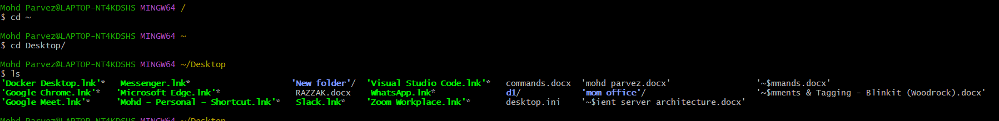 Mohd Parvez@LAPTOP-NT4KDSHS MINGW64 /
$ cd ~
Mohd Parvez@LAPTOP-NT4KDSHS MINGW64 ~
$ cd Desktop/
Mohd Parvez@LAPTOP-NT4KDSHS MINGW64 ~/Desktop
$ ls
'Docker Desktop.lnk'* Messenger.lnk* 'New folder'/ 'Visual Studio Code.lnk'* commands.docx 'mohd parvez.docx' '~$mmands.docx'
'Google Chrome.lnk'* 'Microsoft Edge.lnk'* RAZZAK.docx WhatsApp.lnk* d1/ 'mom office'/ '~$mments & Tagging - Blinkit (Woodrock).docx'
'Google Meet.lnk'* 'Mohd - Personal - Shortcut.lnk'* Slack.lnk* 'Zoom Workplace.lnk'* desktop.ini '~$ient server architecture.docx'
Mohd Parvez@LAPTOP-NT4KDSHS MINGW64 ~/Desktop